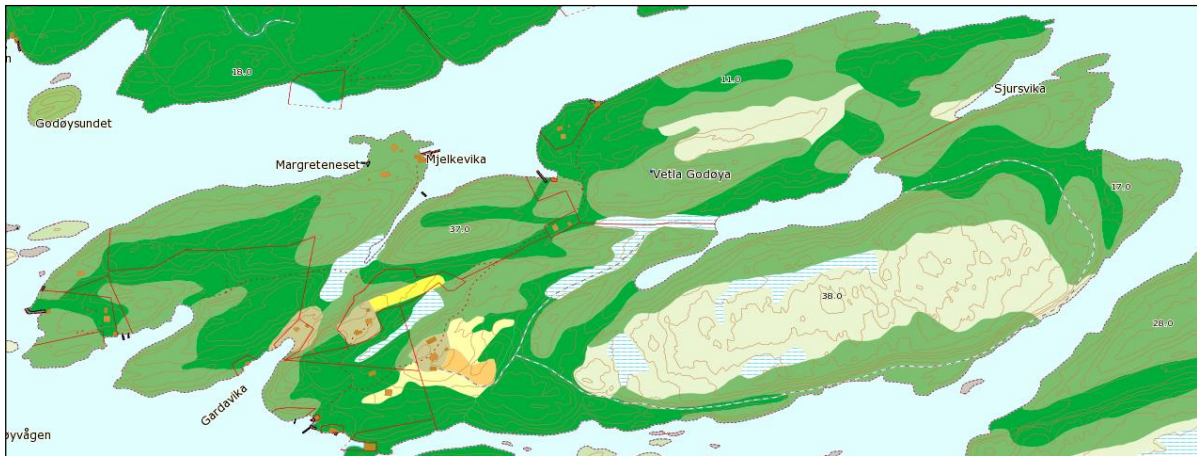 18.0
11.0
Sjursvika
Godøysundet
Margreteneset
Mjelkevika
Vetla Godøya
17.0
37.0
38.0
28.0
Gardavika
øyvågen
n